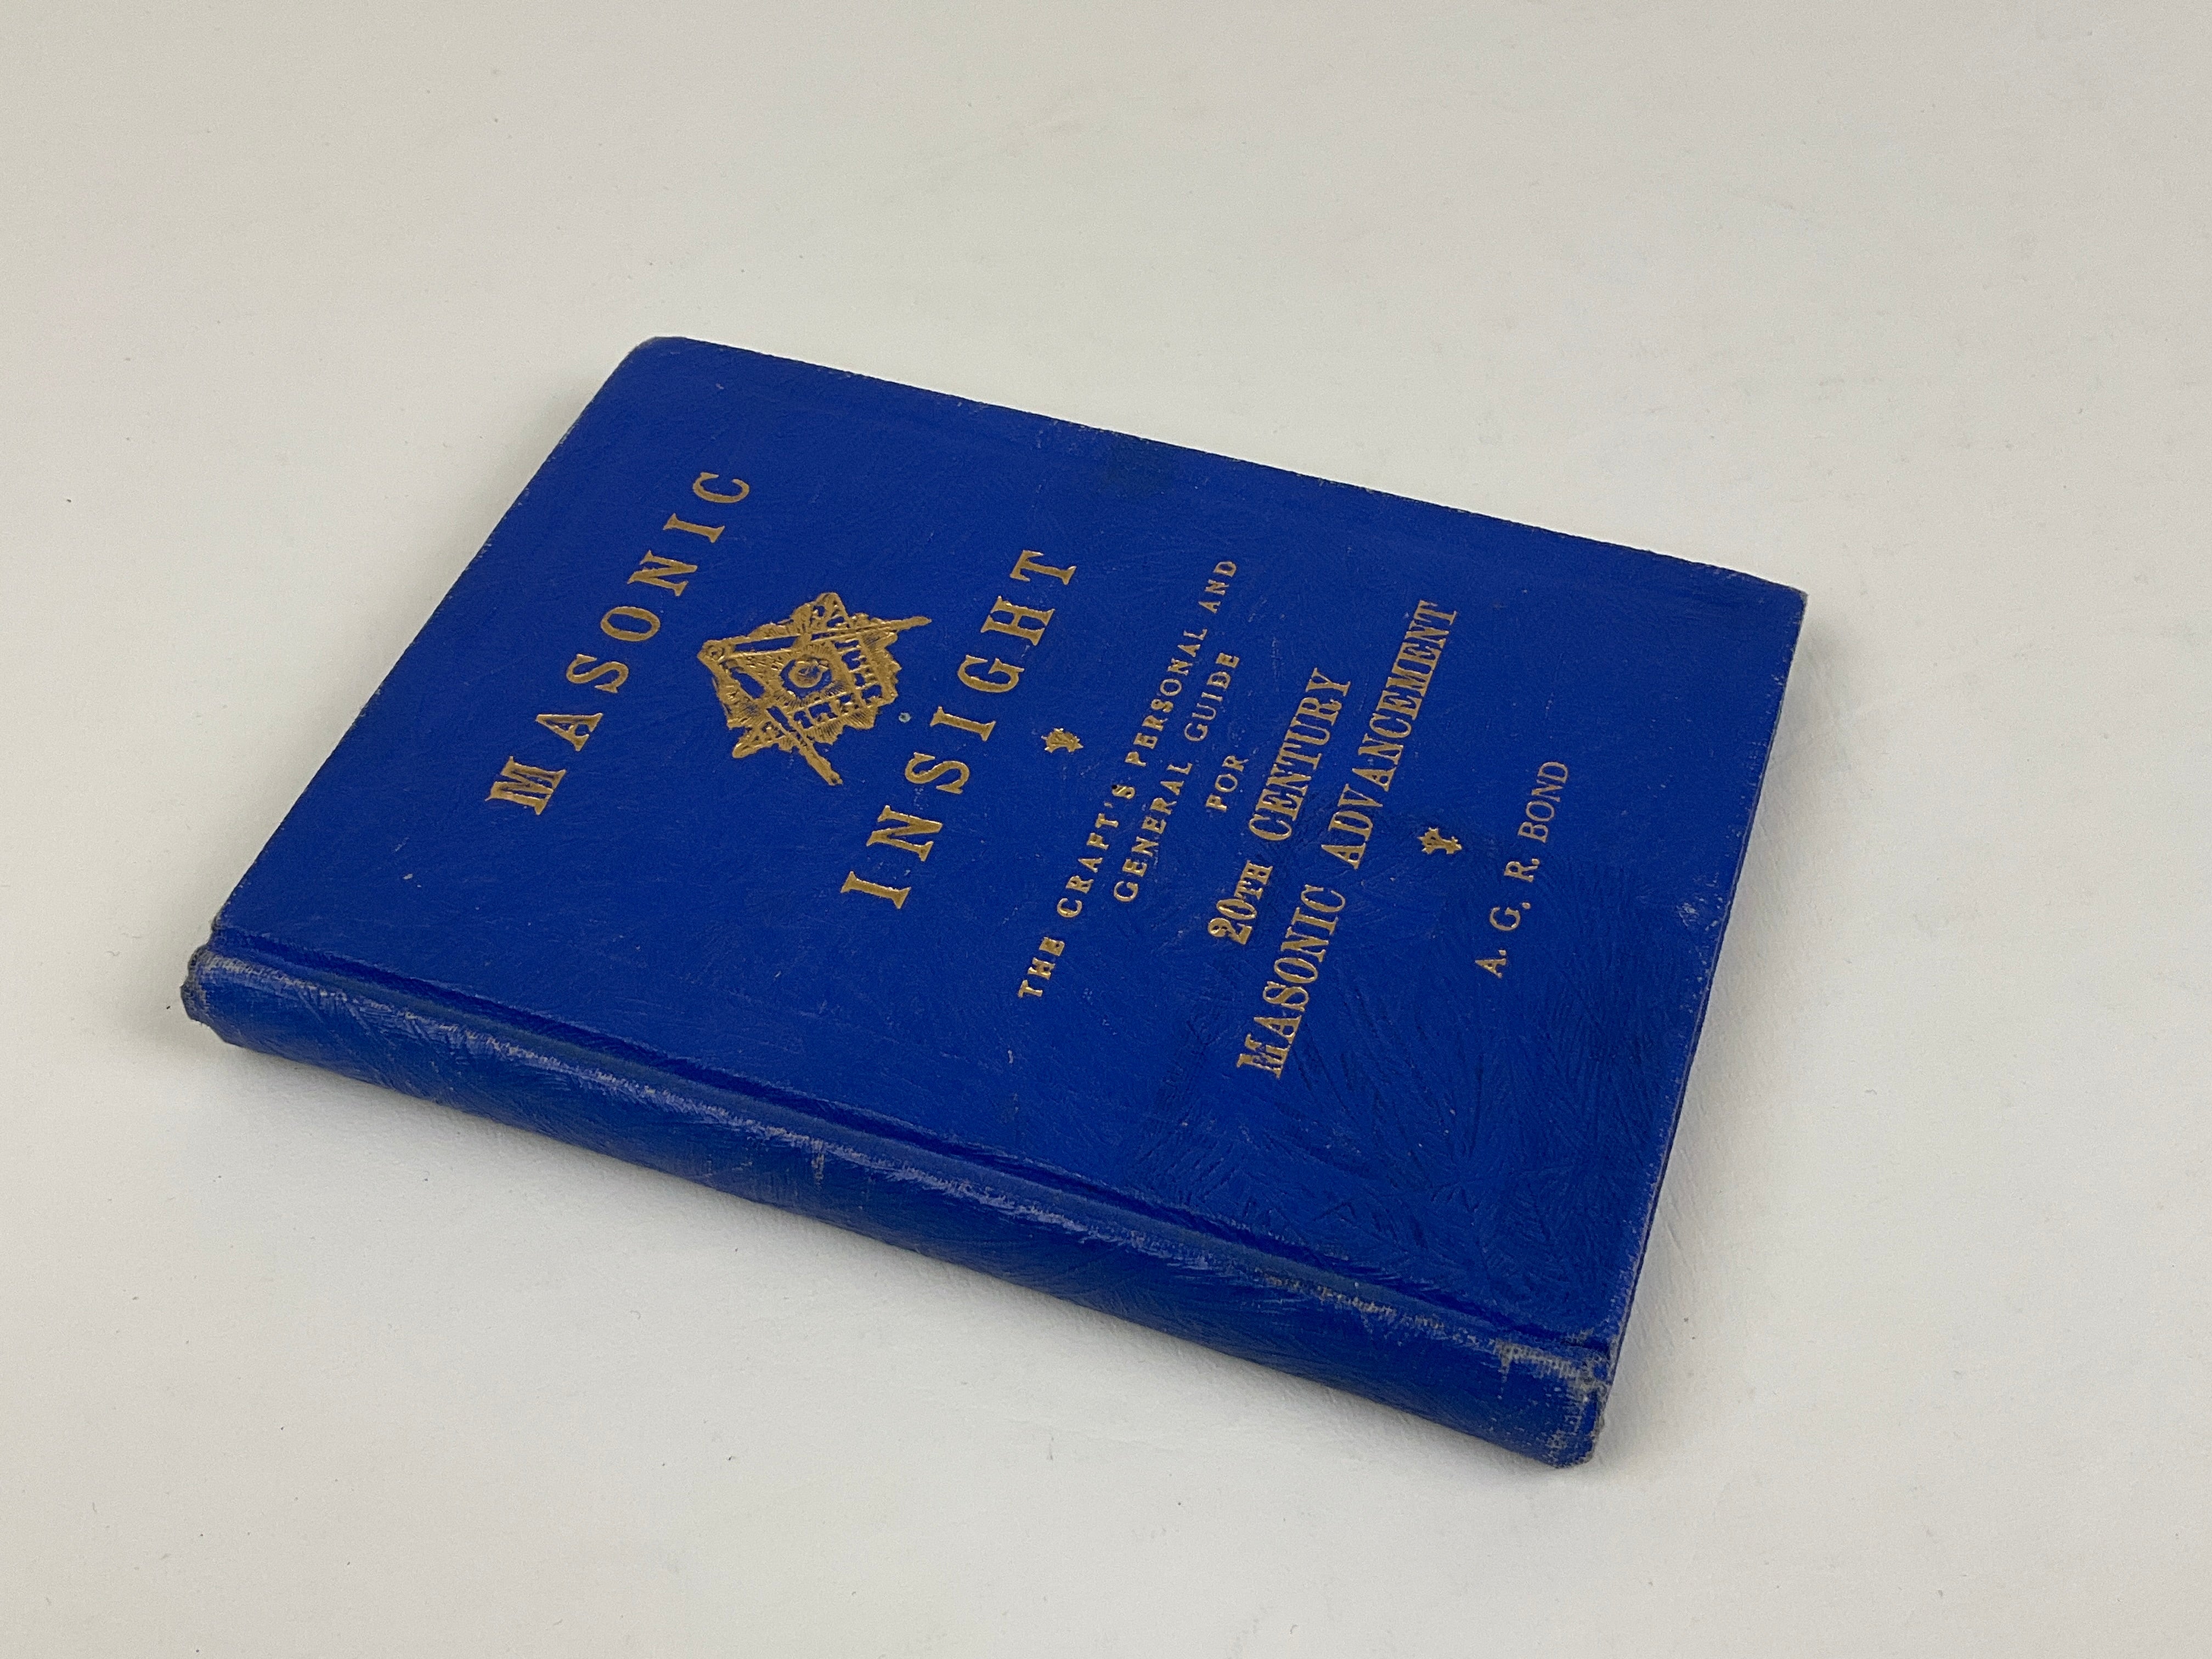 MASONIC
G
INSIGHT
THE CRAFT'S PERSONAL AND
GENERAL GUIDE
FOR
20TH CENTURY
MASONIC ADVANCEMENT
A. G. R. BOND